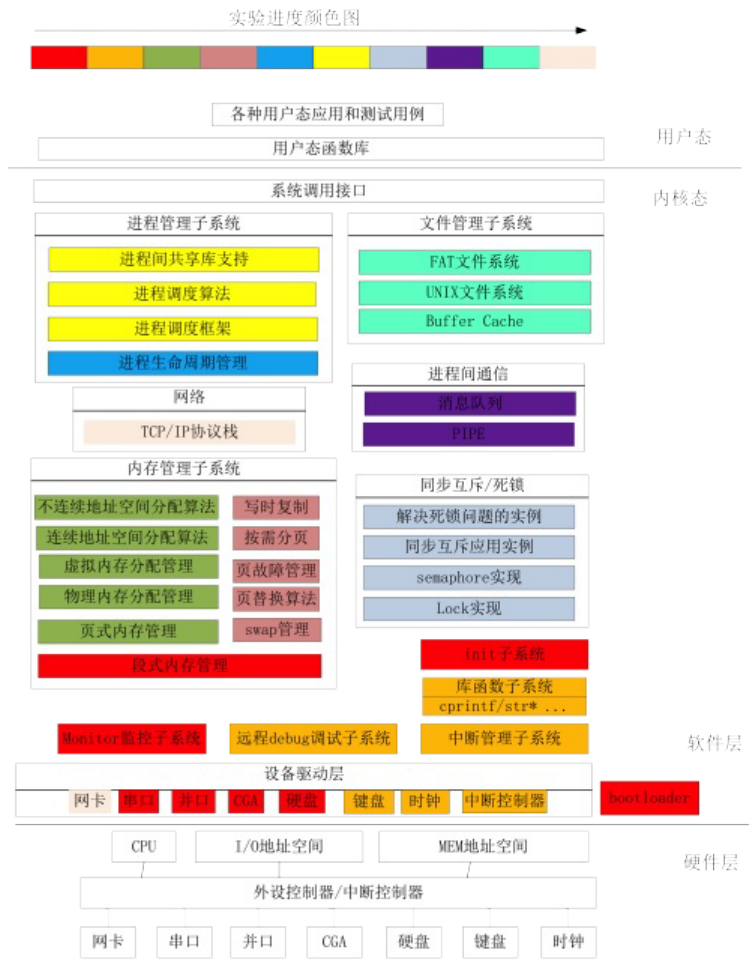 实验进度颜色图
各种用户态应用和测试用例
用户态函数库
用户态
系统调用接口
内核态
进程管理子系统
进程间共享库支持
进程调度算法
进程调度框架
进程生命周期管理
文件管理子系统
FAT文件系统
UNIX文件系统
Buffer Cache
网络
TCP/IP协议栈
进程间通信
消息队列
PIPE
内存管理子系统
不连续地址空间分配算法
连续地址空间分配算法
虚拟内存分配管理
物理内存分配管理
页式内存管理
写时复制
按需分页
页故障管理
页替换算法
swap管理
段式内存管理
同步互斥/死锁
解决死锁问题的实例
同步互斥应用实例
semaphore实现
Lock实现
init子系统
库函数子系统
cprintf/str* ...
Monitor监控子系统
远程debug调试子系统
中断管理子系统
软件层
设备驱动层
网卡
串口
并口
CGA
硬盘
键盘
时钟
中断控制器
bootloader
CPU
I/O地址空间
MEM地址空间
硬件层
外设控制器/中断控制器
网卡
串口
并口
CGA
硬盘
键盘
时钟